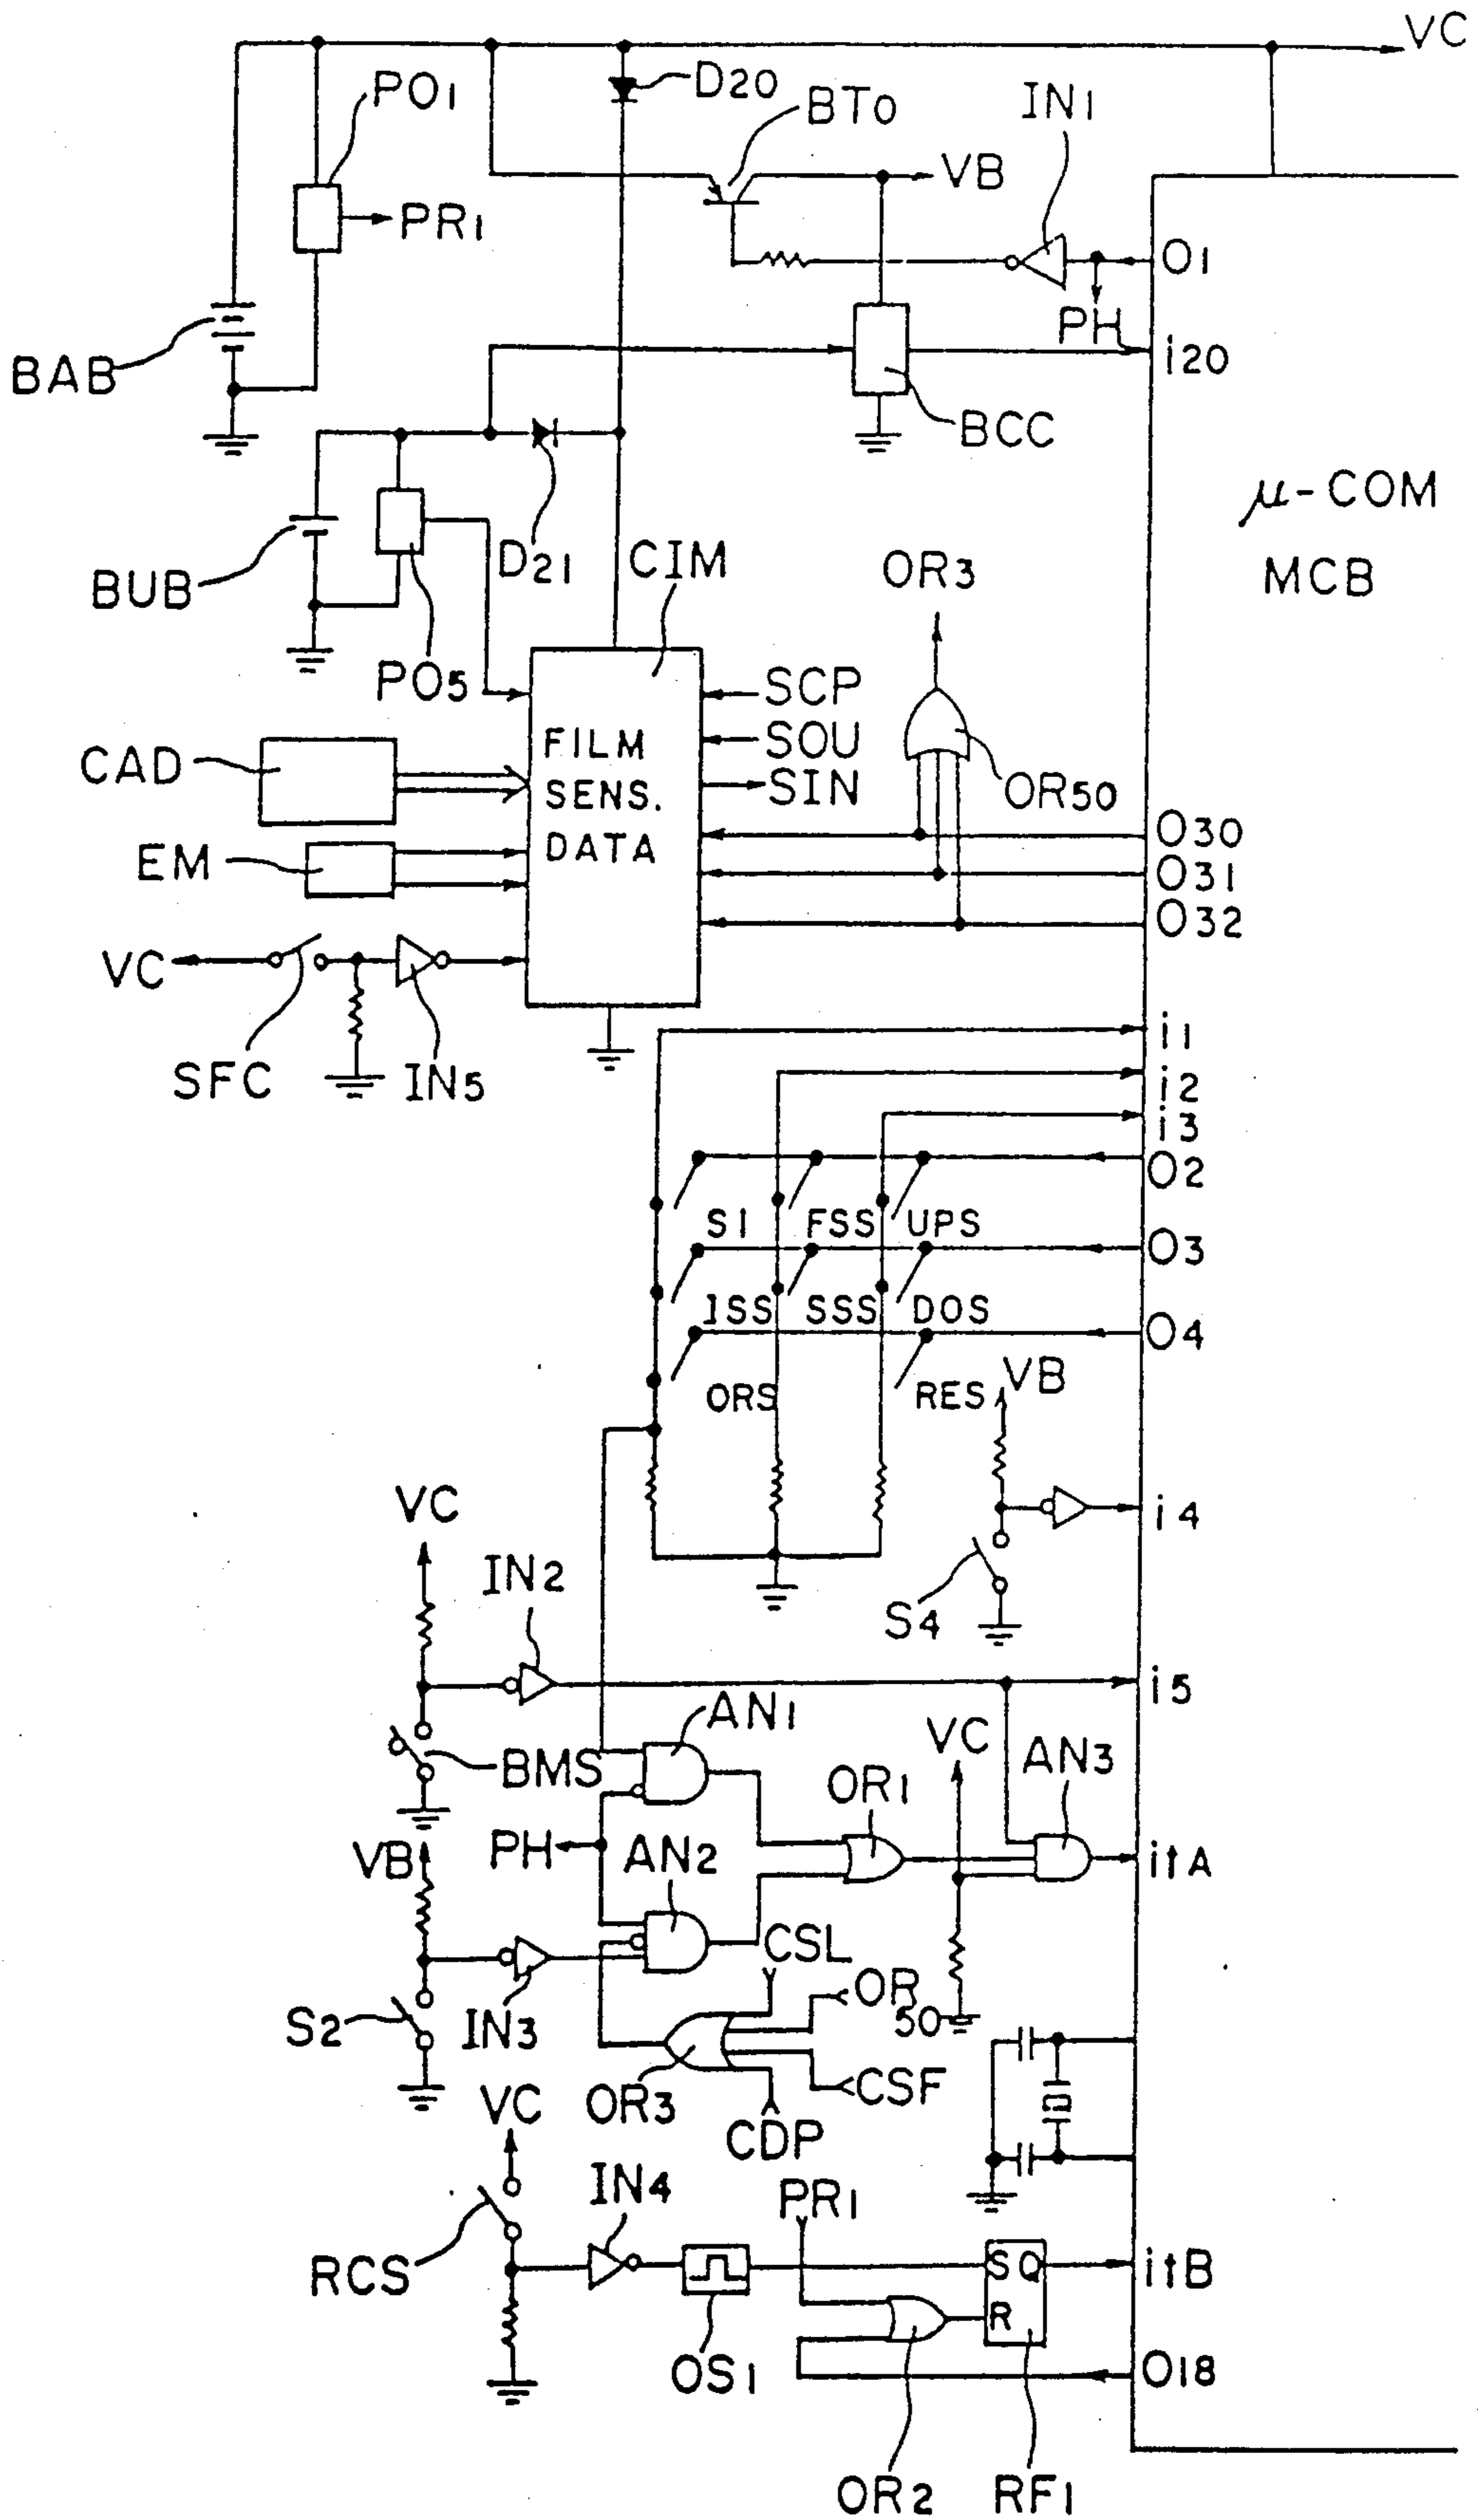 VC
PO1
D20
BTO
IN1
VB
PR1
O1
PH
BAB
i20
BCC
μ-COM
MCB
D21
CIM
OR3
BUB
PO5
SCP
SOU
SIN
CAD
FILM
SENS.
DATA
OR50
EM
O30
O31
O32
VC
SFC
IN5
i1
i2
i3
O2
S1
FSS
UPS
O3
ISS
SSS
DOS
O4
VB
ORS
RES
VC
i4
IN2
S4
i5
AN1
VC
AN3
BMS
OR1
PH
AN2
VB
itA
CSL
OR
50
S2
IN3
OR3
CSF
VC
CDP
IN4
PR1
RCS
S Q
itB
R
OS1
O18
OR2
RF1